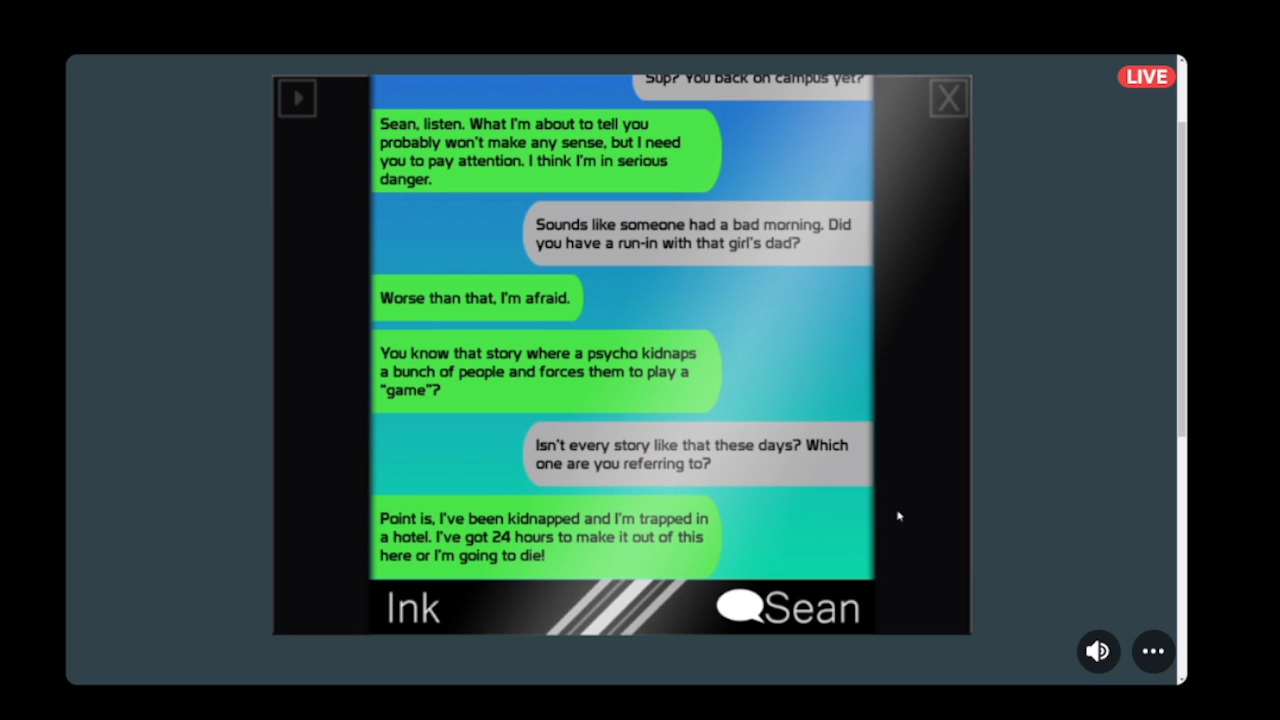 LIVE
Sup? You back on campus yet?
Sean, listen. What I'm about to tell you
probably won't make any sense, but I need
you to pay attention. I think I'm in serious
danger.
Sounds like someone had a bad morning. Did
you have a run-in with that girl's dad?
Worse than that, I'm afraid.
You know that story where a psycho kidnaps
a bunch of people and forces them to play a
“game”?
Isn't every story like that these days? Which
one are you referring to?
Point is, I've been kidnapped and I'm trapped in
a hotel. I've got 24 hours to make it out of this
here or I'm going to die!
Ink
Sean